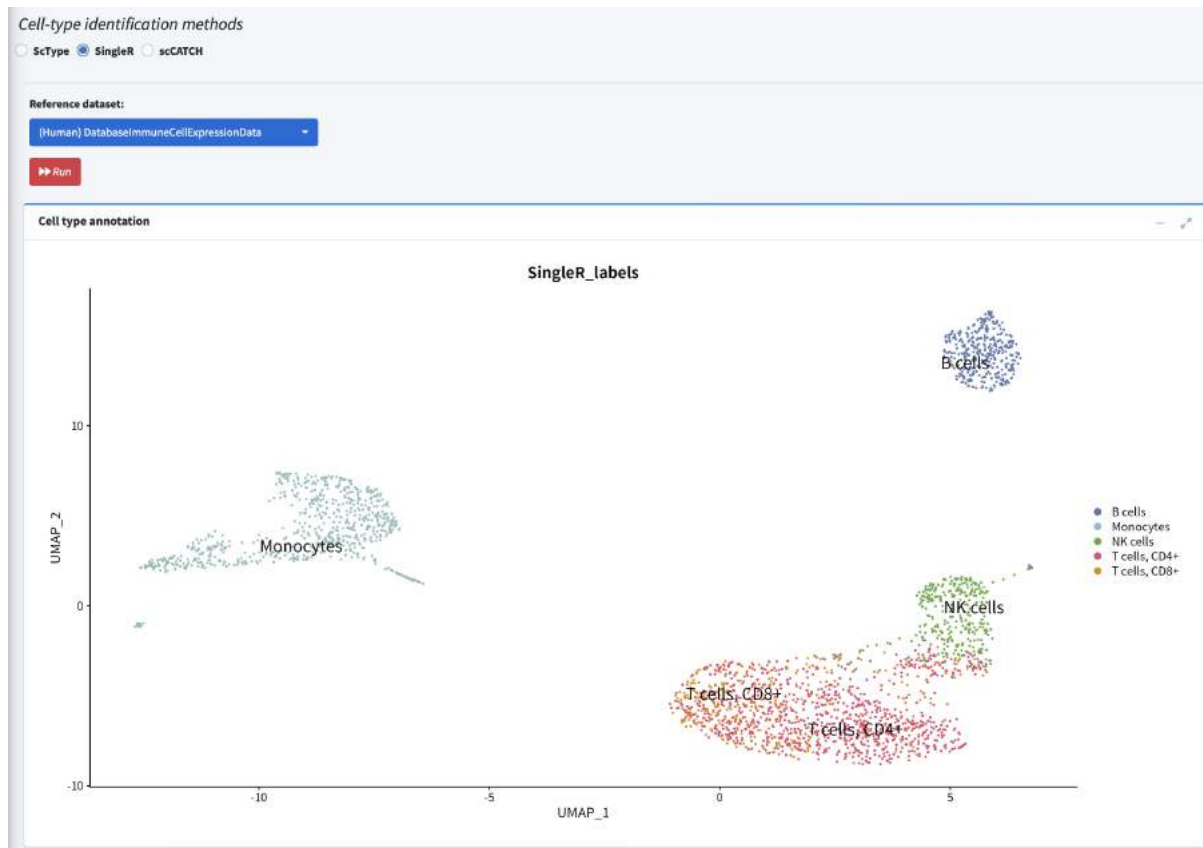 Cell-type identification methods
ScType SingleR scCATCH
Reference dataset:
(Human) DatabaseImmuneCellExpressionData
Run
Cell type annotation
SingleR_labels
B cells
10
UMAP_2
Monocytes
B cells
Monocytes
NK cells
T cells, CD4+
T cells, CD8+
0
NK cells
T cells, CD8+
T cells, CD4+
-10
-10 -5 0 5
UMAP_1